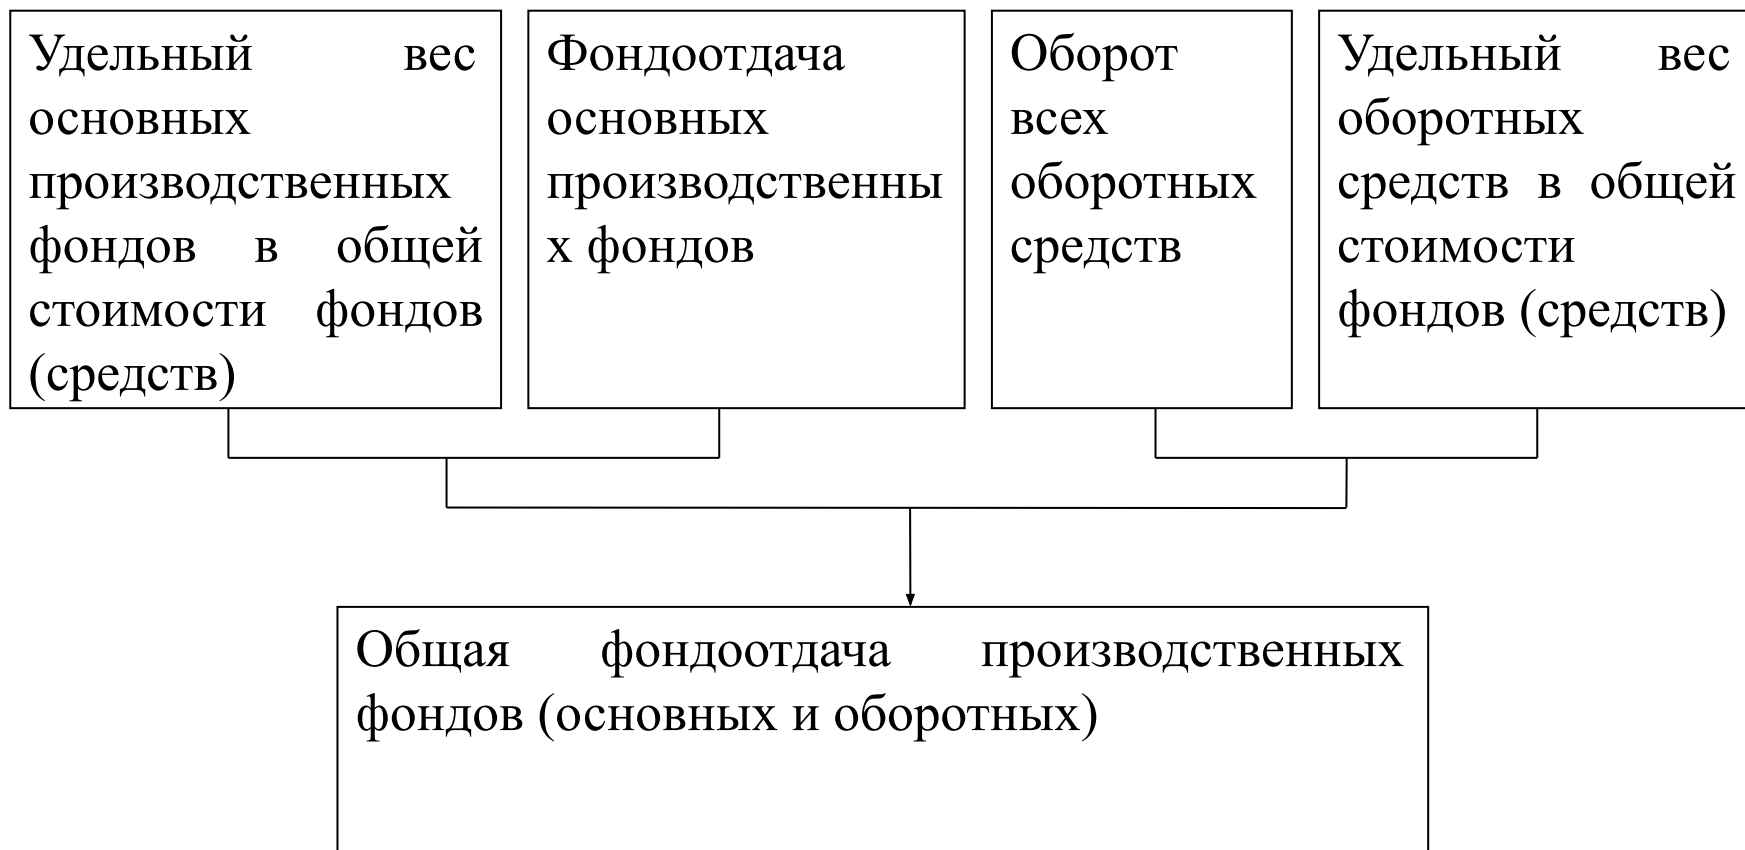 Удельный вес
основных
производственных
фондов в общей
стоимости фондов
(средств)
Фондоотдача
основных
производственны
х фондов
Оборот
всех
оборотных
средств
Удельный вес
оборотных
средств в общей
стоимости
фондов (средств)
Общая фондоотдача производственных
фондов (основных и оборотных)